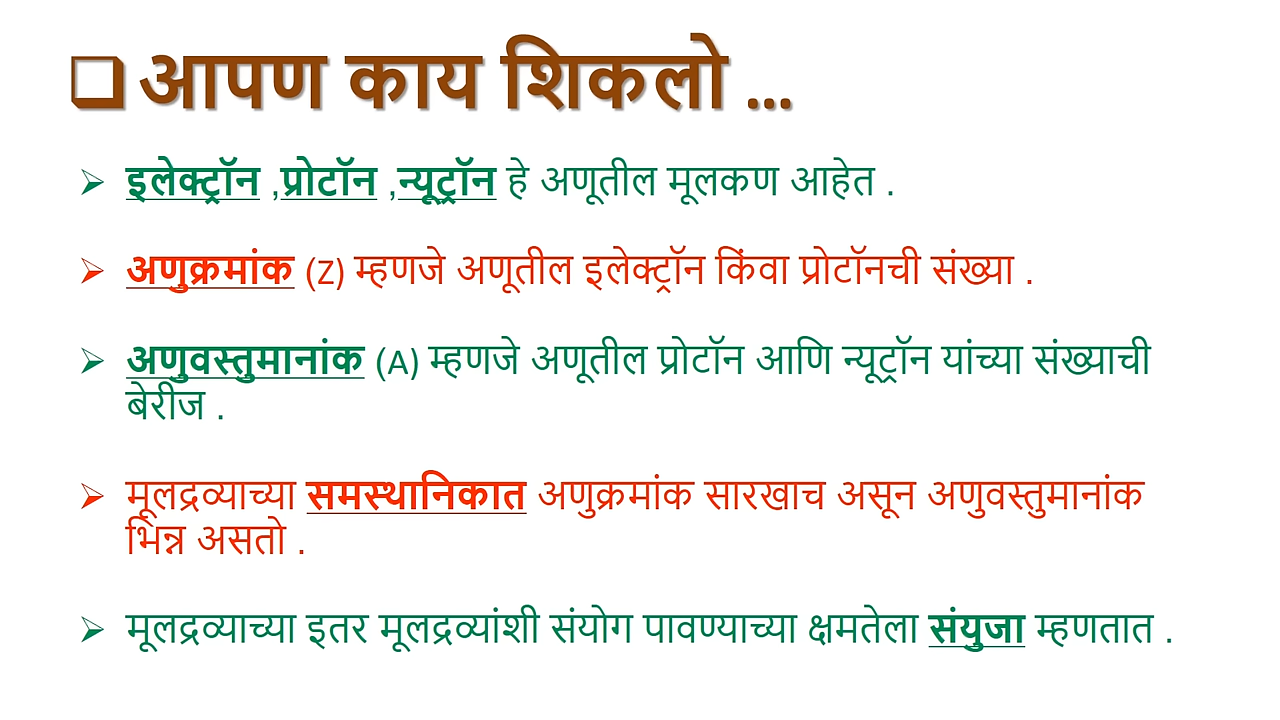 ❑ आपण काय शिकलो ...
➢ इलेक्ट्रॉन ,प्रोटॉन ,न्यूट्रॉन हे अणूतील मूलकण आहेत .
➢ अणुक्रमांक (Z) म्हणजे अणूतील इलेक्ट्रॉन किंवा प्रोटॉनची संख्या .
➢ अणुवस्तुमानांक (A) म्हणजे अणूतील प्रोटॉन आणि न्यूट्रॉन यांच्या संख्याची
बेरीज .
➢ मूलद्रव्याच्या समस्थानिकात अणुक्रमांक सारखाच असून अणुवस्तुमानांक
भिन्न असतो .
➢ मूलद्रव्याच्या इतर मूलद्रव्यांशी संयोग पावण्याच्या क्षमतेला संयुजा म्हणतात .